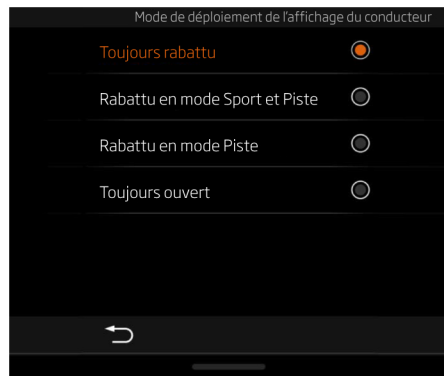 Mode de déploiement de l'affichage du conducteur
Toujours rabattu
Rabattu en mode Sport et Piste
Rabattu en mode Piste
Toujours ouvert